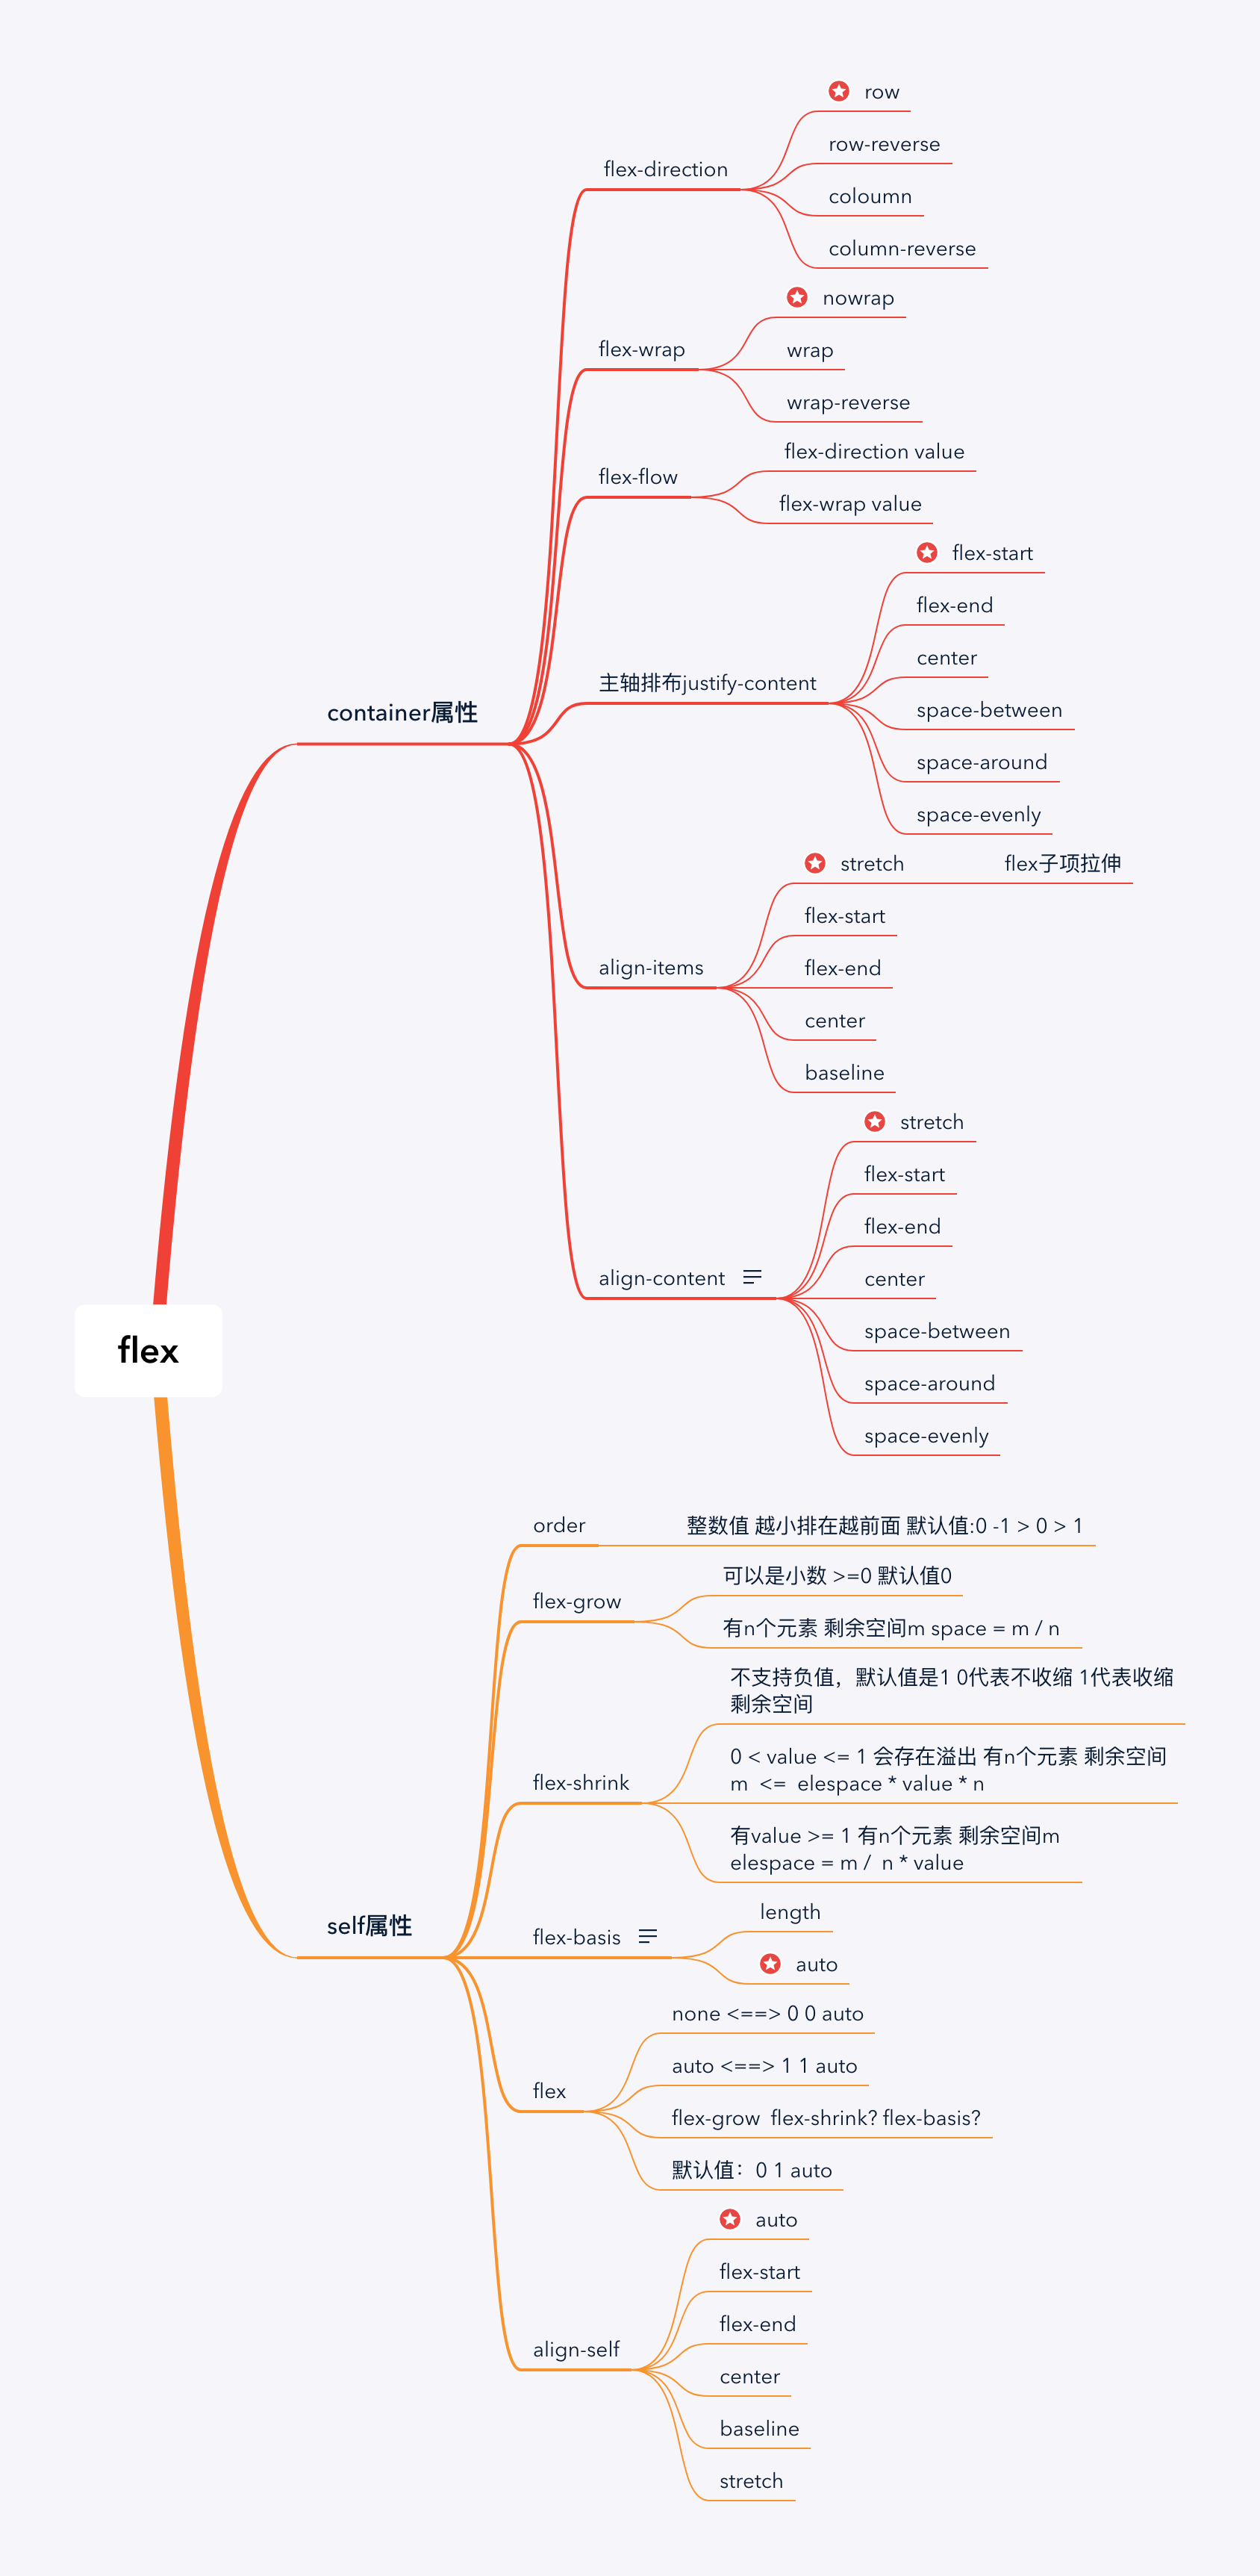 flex
container属性
flex-direction
row
row-reverse
coloumn
column-reverse
flex-wrap
nowrap
wrap
wrap-reverse
flex-flow
flex-direction value
flex-wrap value
主轴排布justify-content
flex-start
flex-end
center
space-between
space-around
space-evenly
align-items
stretch
flex子项拉伸
flex-start
flex-end
center
baseline
align-content
stretch
flex-start
flex-end
center
space-between
space-around
space-evenly
self属性
order
整数值 越小排在越前面 默认值:0 -1 > 0 > 1
flex-grow
可以是小数 >=0 默认值0
有n个元素 剩余空间m space = m / n
flex-shrink
不支持负值，默认值是1 0代表不收缩 1代表收缩
剩余空间
0 < value <= 1 会存在溢出 有n个元素 剩余空间
m  <=  elespace * value * n
有value >= 1 有n个元素 剩余空间m
elespace = m /  n * value
flex-basis
length
auto
flex
none <==> 0 0 auto
auto <==> 1 1 auto
flex-grow  flex-shrink? flex-basis?
默认值：0 1 auto
align-self
auto
flex-start
flex-end
center
baseline
stretch